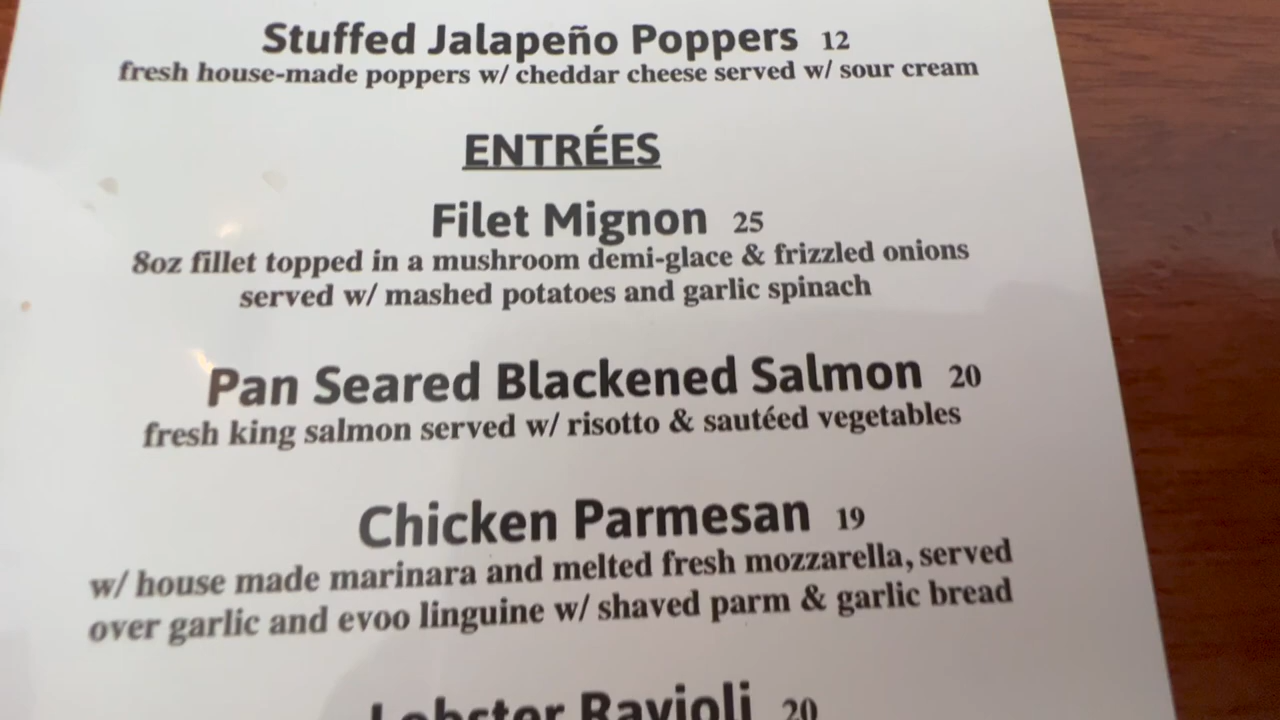 Stuffed Jalapeño Poppers 12
fresh house-made poppers w/ cheddar cheese served w/ sour cream
ENTRÉES
Filet Mignon 25
8oz fillet topped in a mushroom demi-glace & frizzled onions
served w/ mashed potatoes and garlic spinach
Pan Seared Blackened Salmon 20
fresh king salmon served w/ risotto & sautéed vegetables
Chicken Parmesan 19
w/ house made marinara and melted fresh mozzarella, served
over garlic and evoo linguine w/ shaved parm & garlic bread
Lobster Ravioli 20